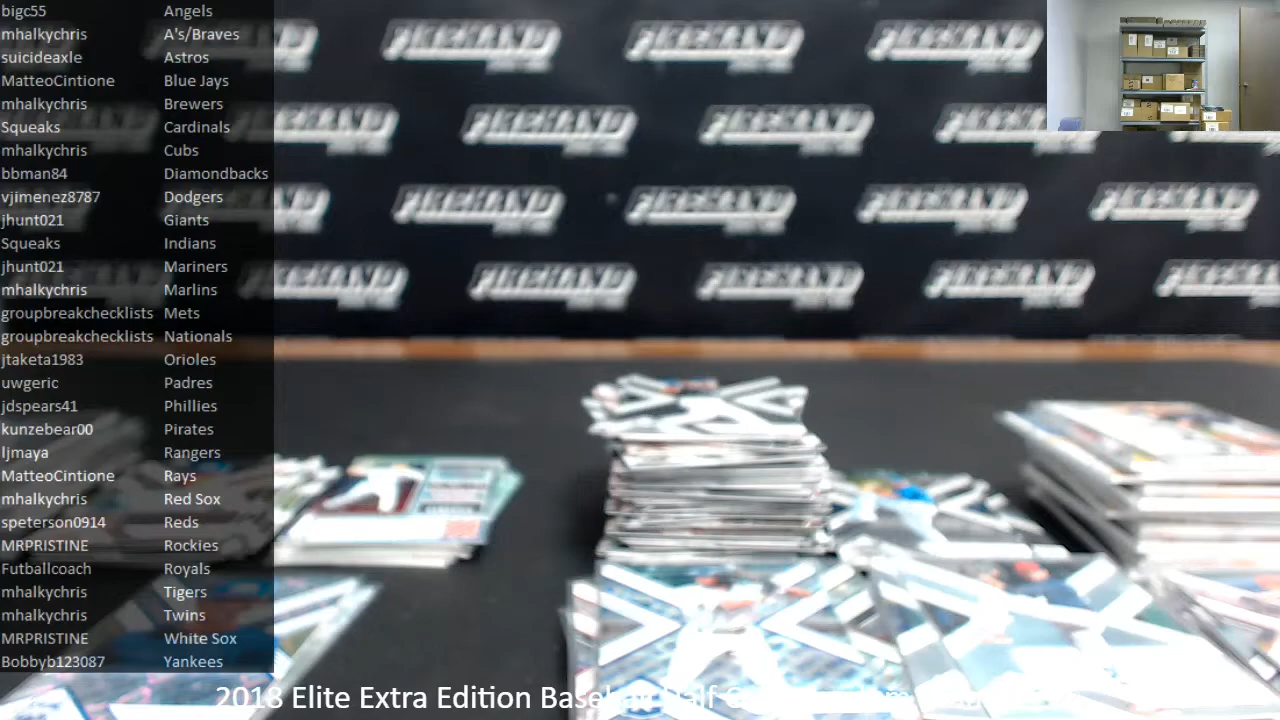 bigc55 Angels
mhalkychris A's/Braves
suicideaxle Astros
MatteoCintione Blue Jays
mhalkychris Brewers
Squeaks Cardinals
mhalkychris Cubs
bbman84 Diamondbacks
vjimenez8787 Dodgers
jhunt021 Giants
Squeaks Indians
jhunt021 Mariners
mhalkychris Marlins
groupbreakchecklists Mets
groupbreakchecklists Nationals
jtaketa1983 Orioles
uwgeric Padres
jdspears41 Phillies
kunzebear00 Pirates
ljmaya Rangers
MatteoCintione Rays
mhalkychris Red Sox
speterson0914 Reds
MRPRISTINE Rockies
Futballcoach Royals
mhalkychris Tigers
mhalkychris Twins
MRPRISTINE White Sox
Bobbyb123087 Yankees
2018 Elite Extra Edition Baseball Half